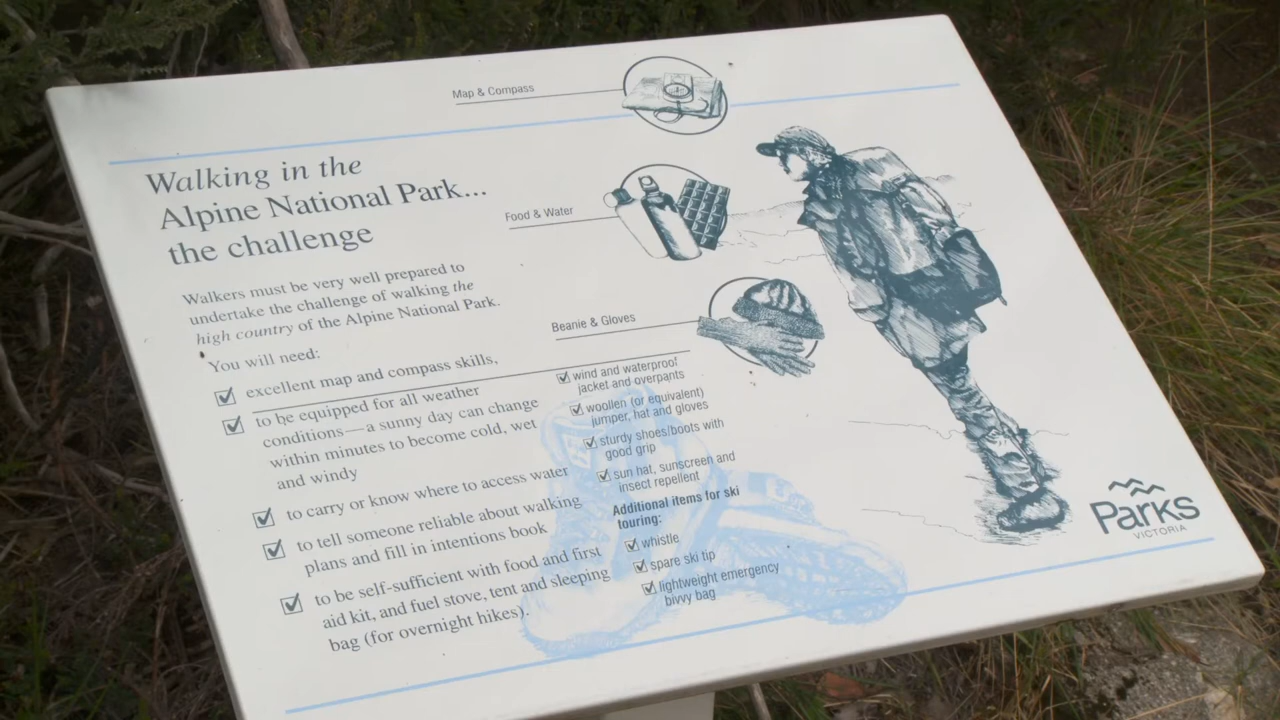 Map & Compass
Walking in the
Alpine National Park...
the challenge
Food & Water
Walkers must be very well prepared to
undertake the challenge of walking the
high country of the Alpine National Park.
You will need:
Beanie & Gloves
excellent map and compass skills,
to be equipped for all weather
conditions—a sunny day can change
within minutes to become cold, wet
and windy
to carry or know where to access water
to tell someone reliable about walking
plans and fill in intentions book
to be self-sufficient with food and first
aid kit, and fuel stove, tent and sleeping
bag (for overnight hikes).
wind and waterproof
jacket and overpants
woollen (or equivalent)
jumper, hat and gloves
sturdy shoes/boots with
good grip
sun hat, sunscreen and
insect repellent
Additional items for ski
touring:
whistle
spare ski tip
lightweight emergency
bivvy bag
Parks
VICTORIA